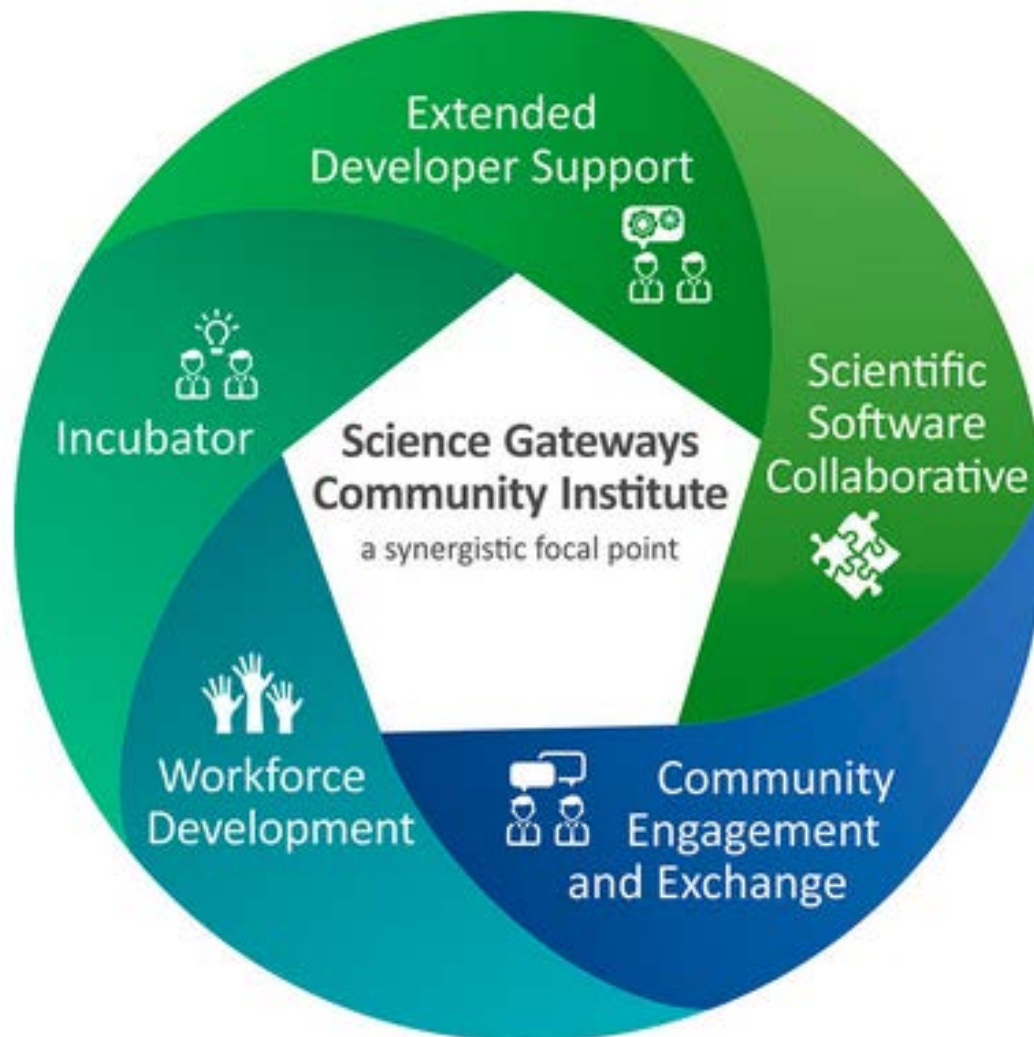 Extended
Developer Support
Scientific
Software
Collaborative
Community
Engagement
and Exchange
Workforce
Development
Incubator
Science Gateways
Community Institute
a synergistic focal point